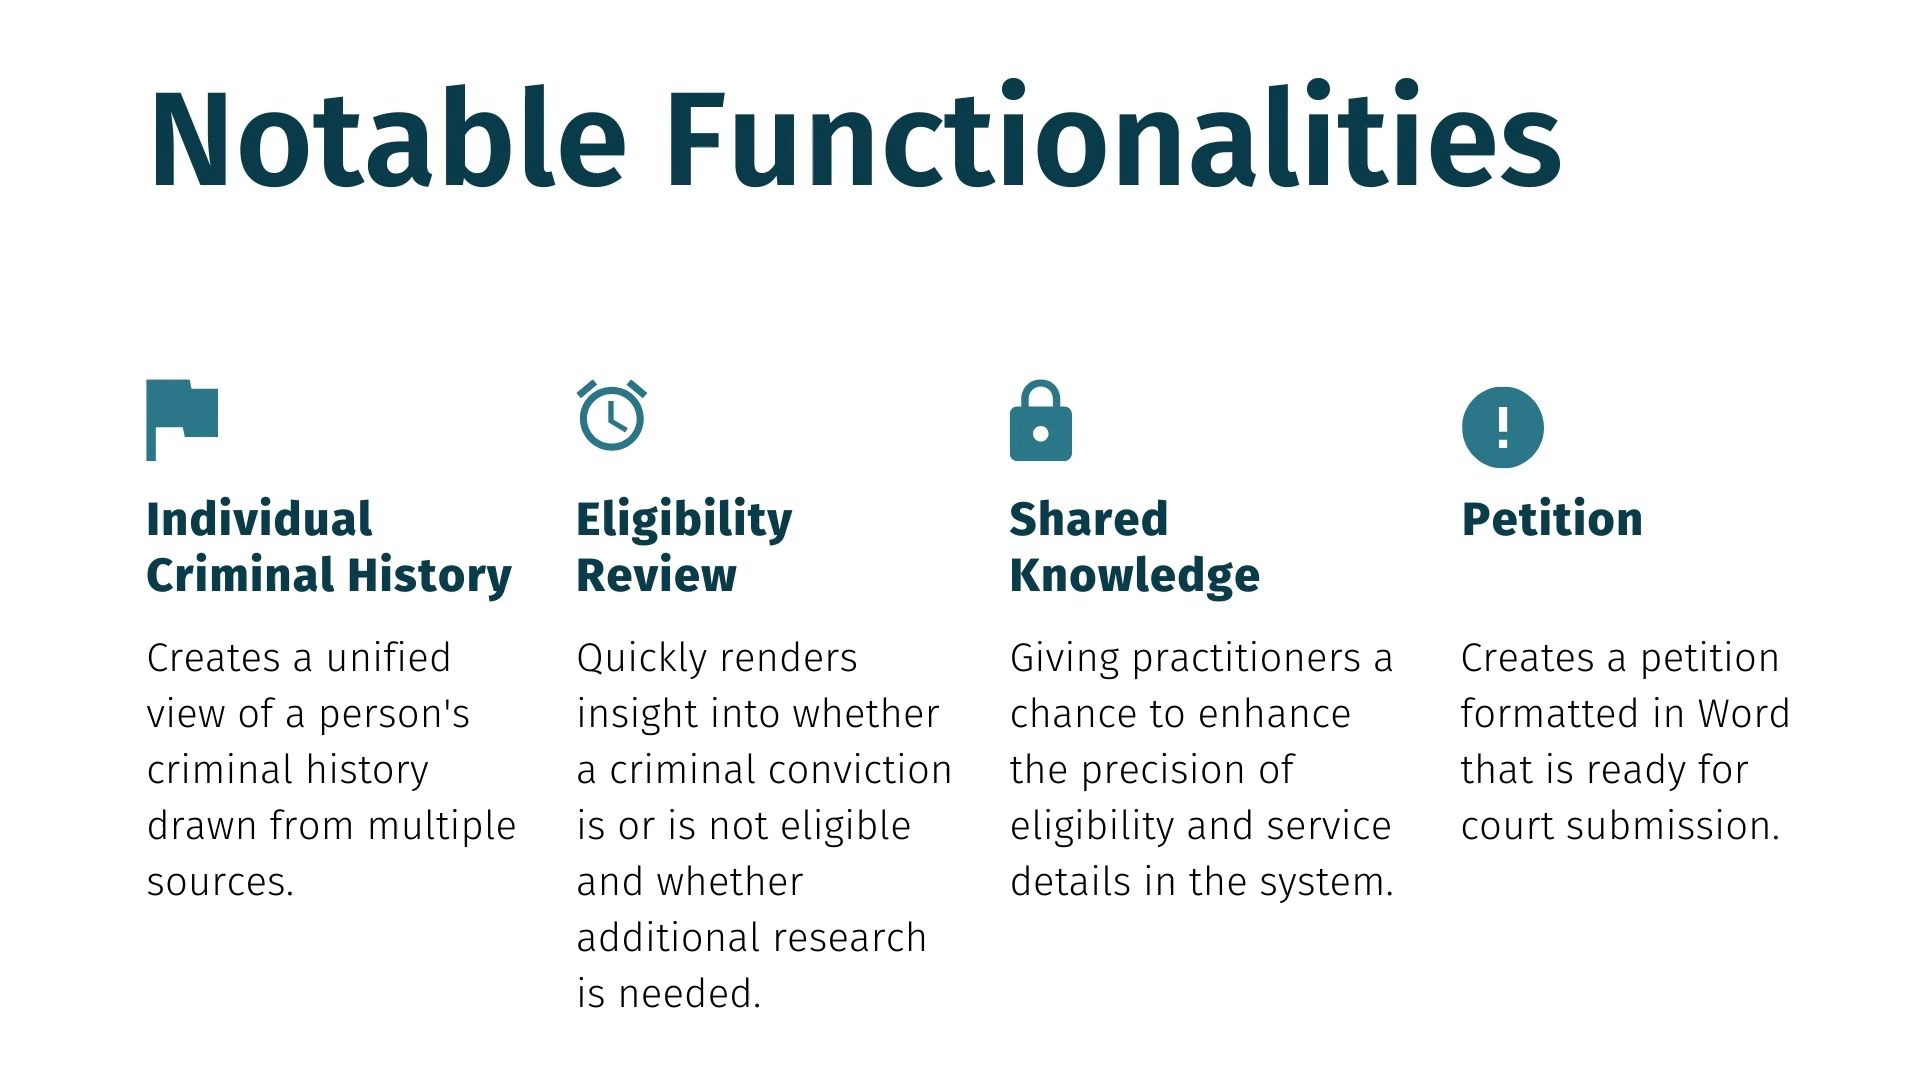 Notable Functionalities
Individual
Criminal History
Creates a unified
view of a person's
criminal history
drawn from multiple
sources.
Eligibility
Review
Quickly renders
insight into whether
a criminal conviction
is or is not eligible
and whether
additional research
is needed.
Shared
Knowledge
Giving practitioners a
chance to enhance
the precision of
eligibility and service
details in the system.
Petition
Creates a petition
formatted in Word
that is ready for
court submission.